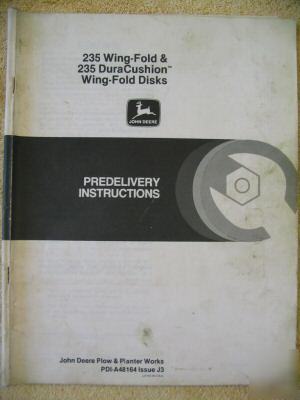 235 Wing-Fold &
235 DuraCushion™
Wing-Fold Disks
JOHN DEERE
PREDELIVERY
INSTRUCTIONS
John Deere Plow & Planter Works
PDI-A48164 Issue J3